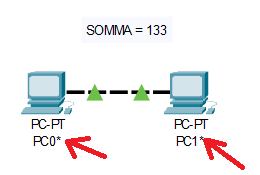 SOMMA = 133
PC-PT
PC0*
PC-PT
PC1*